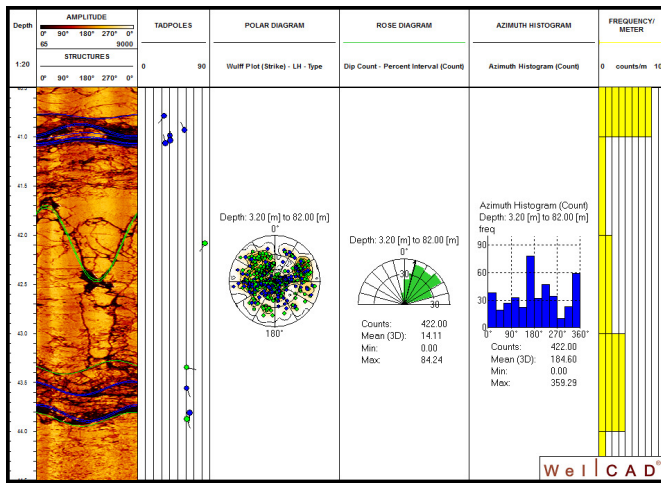 Depth
1:20
AMPLITUDE
0° 90° 180° 270° 0°
65 9000
STRUCTURES
0° 90° 180° 270° 0°
TADPOLES
0 90
POLAR DIAGRAM
Wulff Plot (Strike) - LH - Type
ROSE DIAGRAM
Dip Count - Percent Interval (Count)
AZIMUTH HISTOGRAM
Azimuth Histogram (Count)
FREQUENCY/
METER
0 counts/m 10
41.0
41.5
42.0
42.5
43.0
43.5
44.0
44.5
Depth: 3.20 [m] to 82.00 [m]
0°
180°
Depth: 3.20 [m] to 82.00 [m]
0°
30
30
90°
Counts: 422.00
Mean (3D): 14.11
Min: 0.00
Max: 84.24
Azimuth Histogram (Count)
Depth: 3.20 [m] to 82.00 [m]
freq
90
60
30
0
0° 90° 180° 270° 360°
Counts: 422.00
Mean (3D): 184.60
Min: 0.00
Max: 359.29
WellCAD®